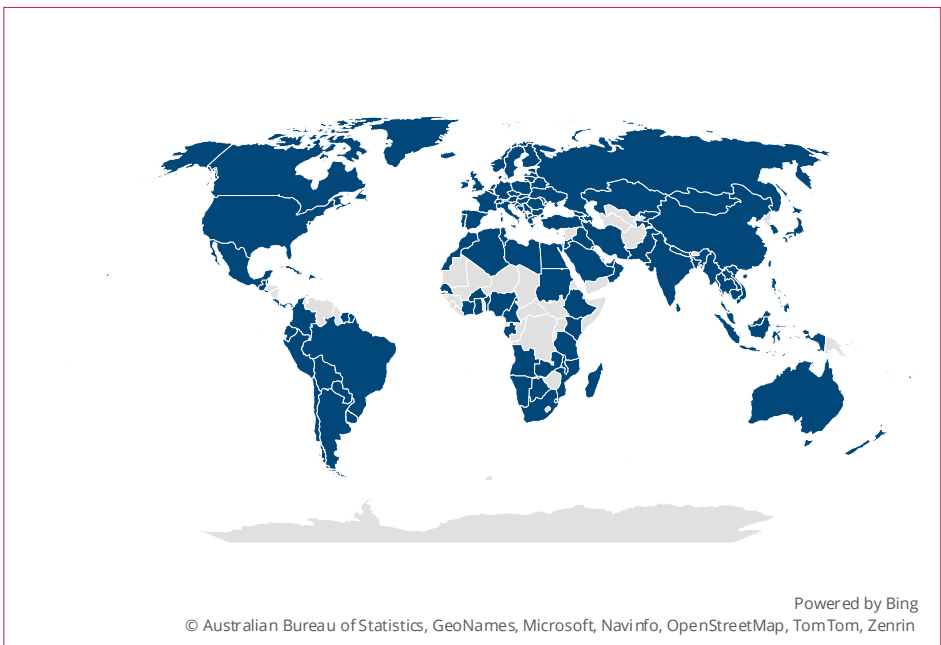 Powered by Bing
© Australian Bureau of Statistics, GeoNames, Microsoft, Navinfo, OpenStreetMap, TomTom, Zenrin